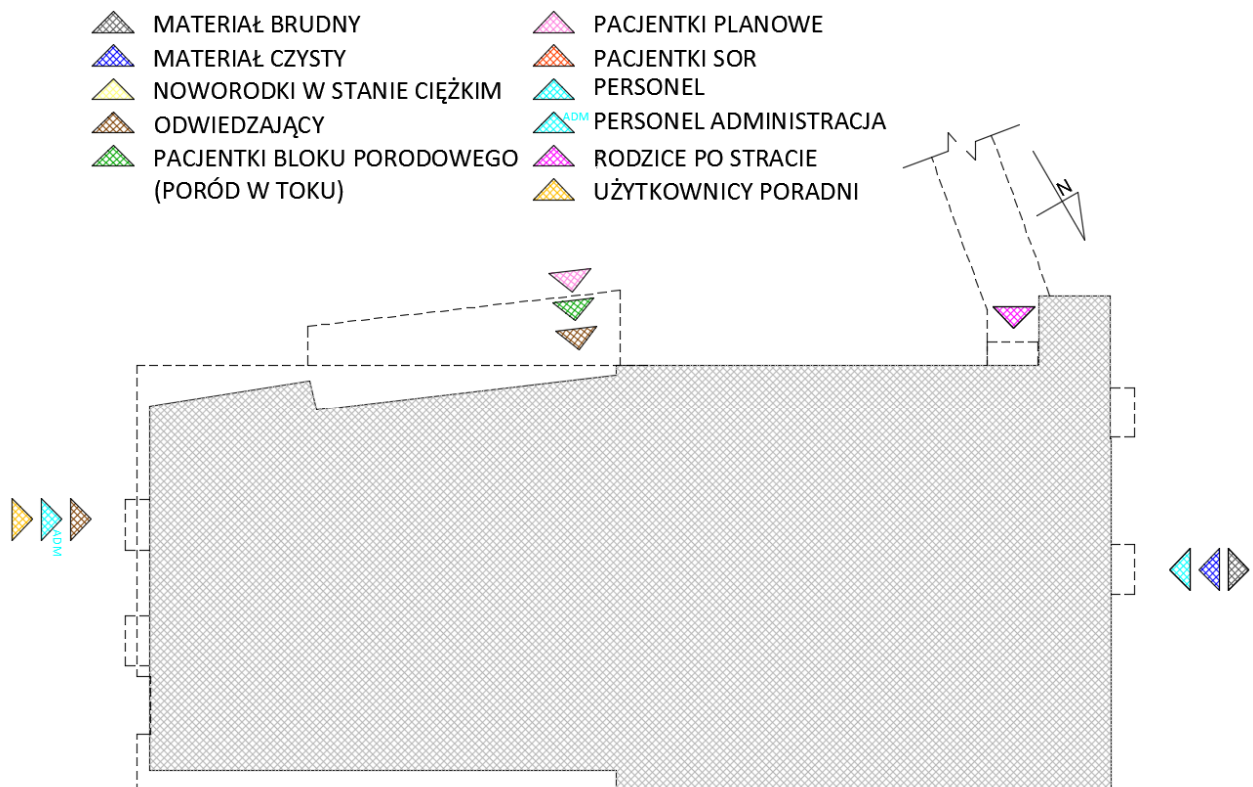 MATERIAŁ BRUDNY
MATERIAŁ CZYSTY
NOWORODKI W STANIE CIĘŻKIM
ODWIEDZAJĄCY
PACJENTKI BLOKU PORODOWEGO
(PORÓD W TOKU)
PACJENTKI PLANOWE
PACJENTKI SOR
PERSONEL
ADM PERSONEL ADMINISTRACJA
RODZICE PO STRACIE
UŻYTKOWNICY PORADNI
N
ADM